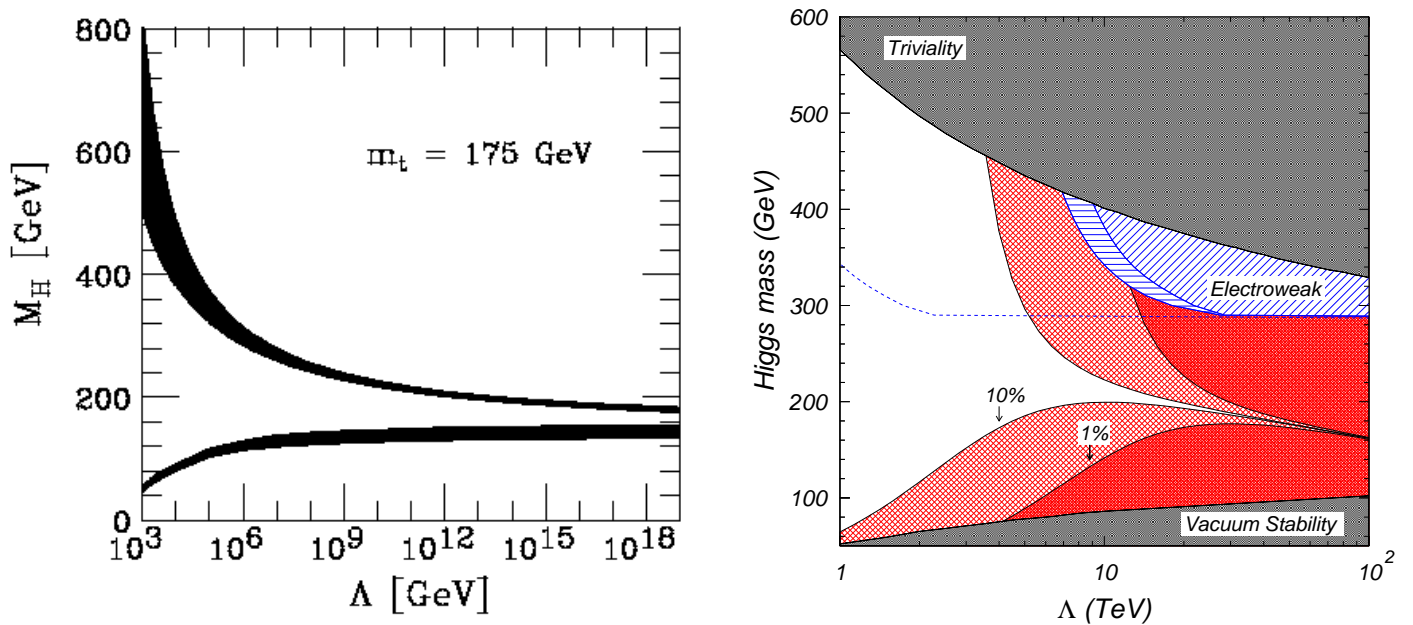 800
600
400
200
0
M_H [GeV]
m_t = 175 GeV
10^3 10^6 10^9 10^12 10^15 10^18
Λ [GeV]
600
500
400
300
200
100
Higgs mass (GeV)
Triviality
Electroweak
10%
1%
Vacuum Stability
1 10 10^2
Λ (TeV)